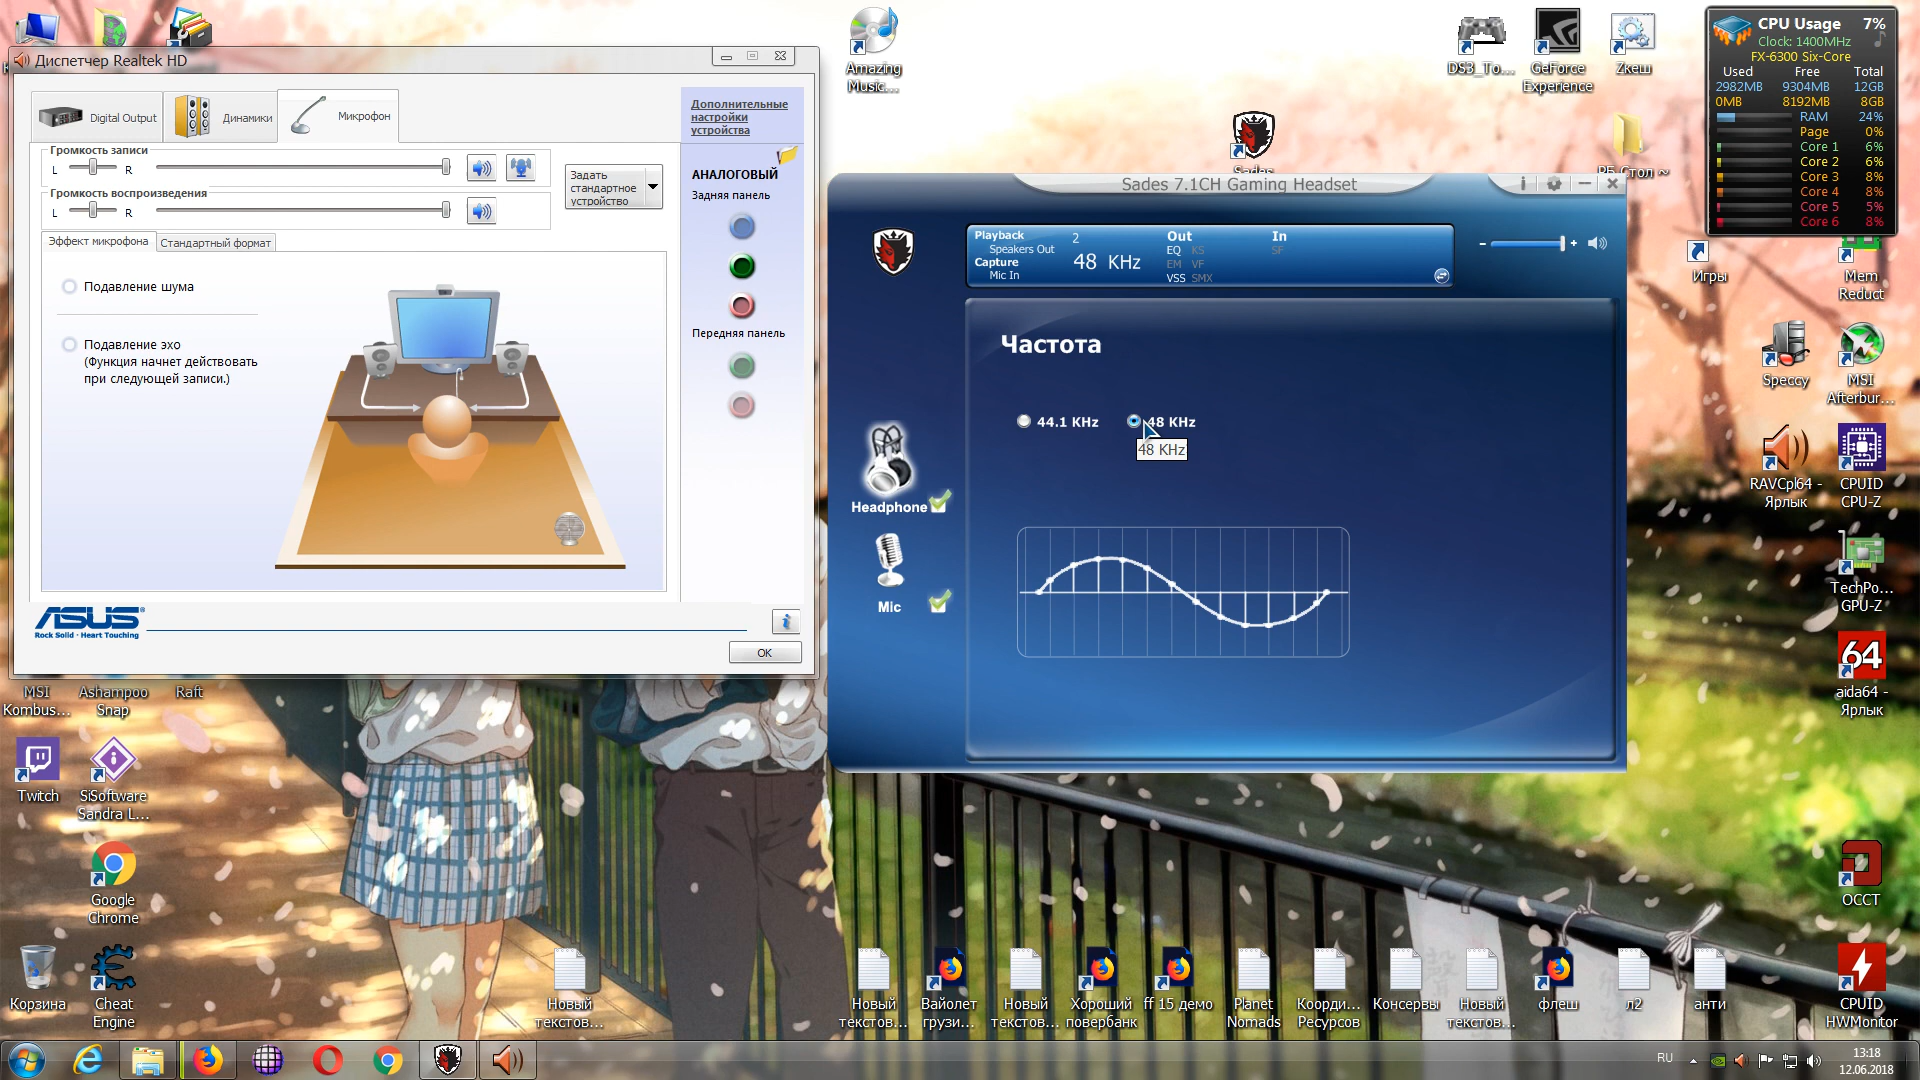 Диспетчер Realtek HD
Digital Output
Динамики
Микрофон
Дополнительные
настройки
устройства
Громкость записи
L
R
Громкость воспроизведения
L
R
Задать
стандартное
устройство
АНАЛОГОВЫЙ
Задняя панель
Передняя панель
Эффект микрофона
Стандартный формат
Подавление шума
Подавление эхо
(Функция начнет действовать
при следующей записи.)
ASUS
Rock Solid · Heart Touching
OK
Amazing
Music...
DS3_To...
GeForce
Experience
Zкеш
Sades
РБ Стол ~
CPU Usage 7%
Clock: 1400MHz
FX-6300 Six-Core
Used Free Total
2982MB 9304MB 12GB
0MB 8192MB 8GB
RAM 24%
Page 0%
Core 1 6%
Core 2 6%
Core 3 8%
Core 4 8%
Core 5 5%
Core 6 8%
Sades 7.1CH Gaming Headset
Playback
Speakers Out
Capture
Mic In
2
48 KHz
Out
EQ KS
EM VF
VSS SMX
In
SF
- +
Частота
44.1 KHz
48 KHz
48 KHz
Headphone
Mic
Игры
Mem
Reduct
Speccy
MSI
Afterbur...
RAVCpl64 -
Ярлык
CPUID
CPU-Z
TechPo...
GPU-Z
64
aida64 -
Ярлык
OCCT
CPUID
HWMonitor
MSI
Kombus...
Ashampoo
Snap
Raft
Twitch
SiSoftware
Sandra L...
Google
Chrome
Корзина
Cheat
Engine
Новый
текстов...
Новый
текстов...
Вайолет
грузи...
Новый
текстов...
Хороший
повербанк
ff 15 демо
Planet
Nomads
Коорди...
Ресурсов
Консервы
Новый
текстов...
флеш
л2
анти
RU
13:18
12.06.2018